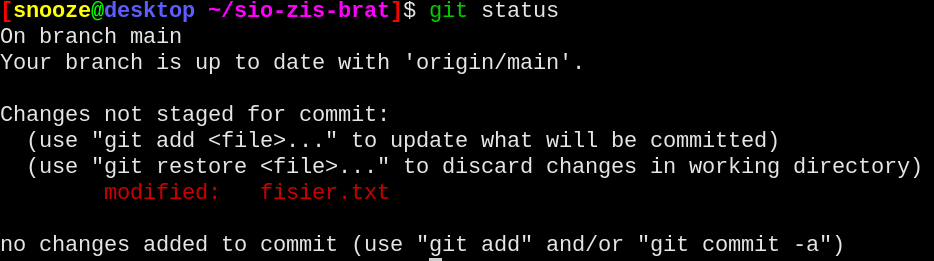 [snooze@desktop ~/sio-zis-brat]$ git status
On branch main
Your branch is up to date with 'origin/main'.

Changes not staged for commit:
  (use "git add <file>..." to update what will be committed)
  (use "git restore <file>..." to discard changes in working directory)
        modified:   fisier.txt

no changes added to commit (use "git add" and/or "git commit -a")